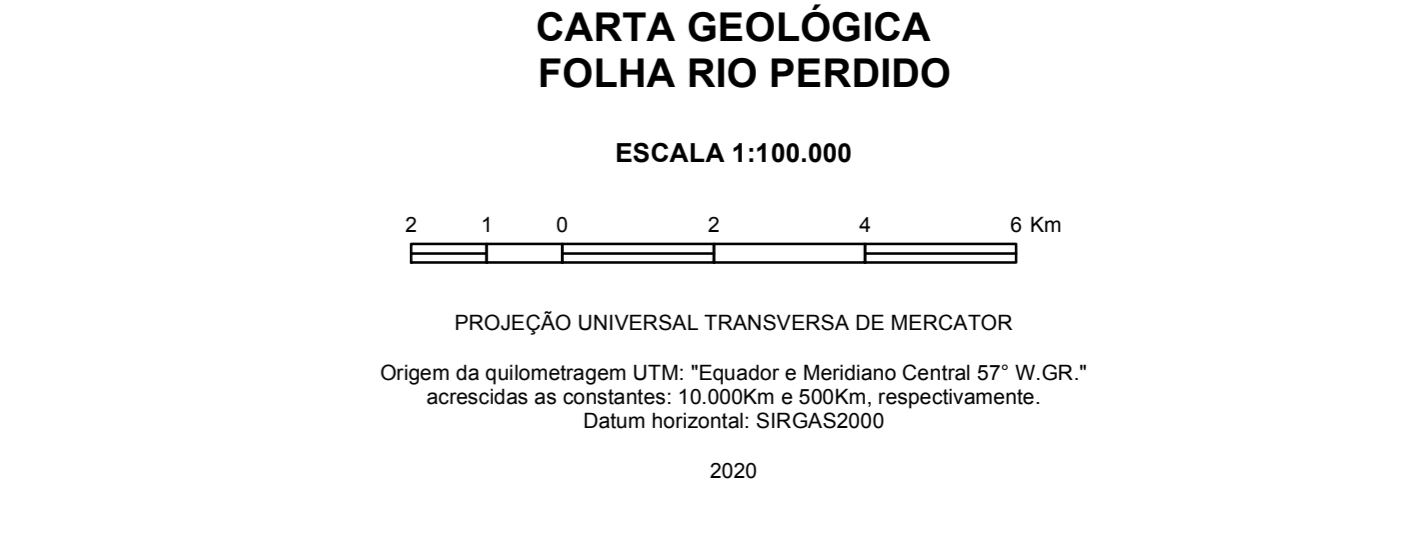 CARTA GEOLÓGICA
FOLHA RIO PERDIDO
ESCALA 1:100.000
2 1 0 2 4 6 Km
PROJEÇÃO UNIVERSAL TRANSVERSA DE MERCATOR
Origem da quilometragem UTM: "Equador e Meridiano Central 57° W.GR."
acrescidas as constantes: 10.000Km e 500Km, respectivamente.
Datum horizontal: SIRGAS2000
2020